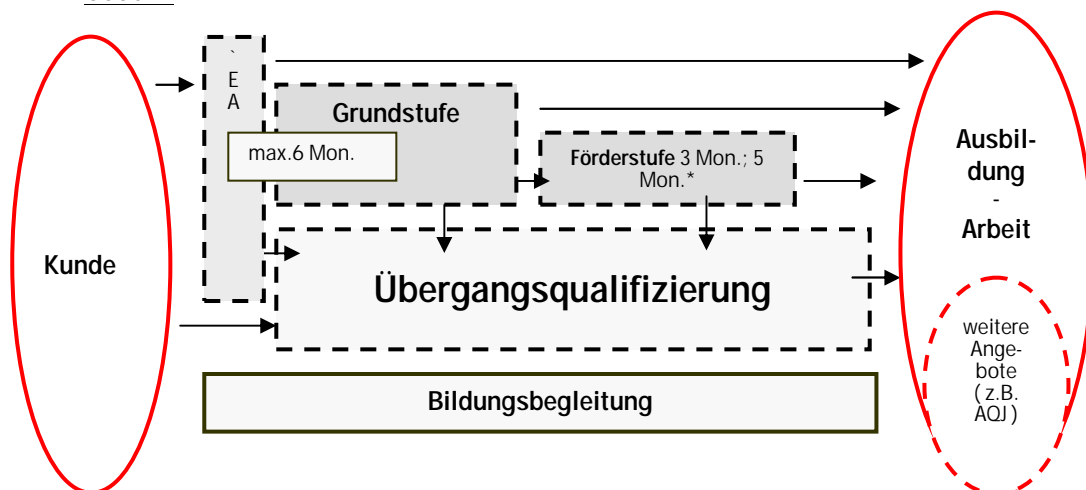 `
E
A
Grundstufe
max.6 Mon.
Förderstufe 3 Mon.; 5
Mon.*
Kunde
Übergangsqualifizierung
Bildungsbegleitung
Ausbil-
dung
-
Arbeit
weitere
Ange-
bote
( z.B.
AQJ )